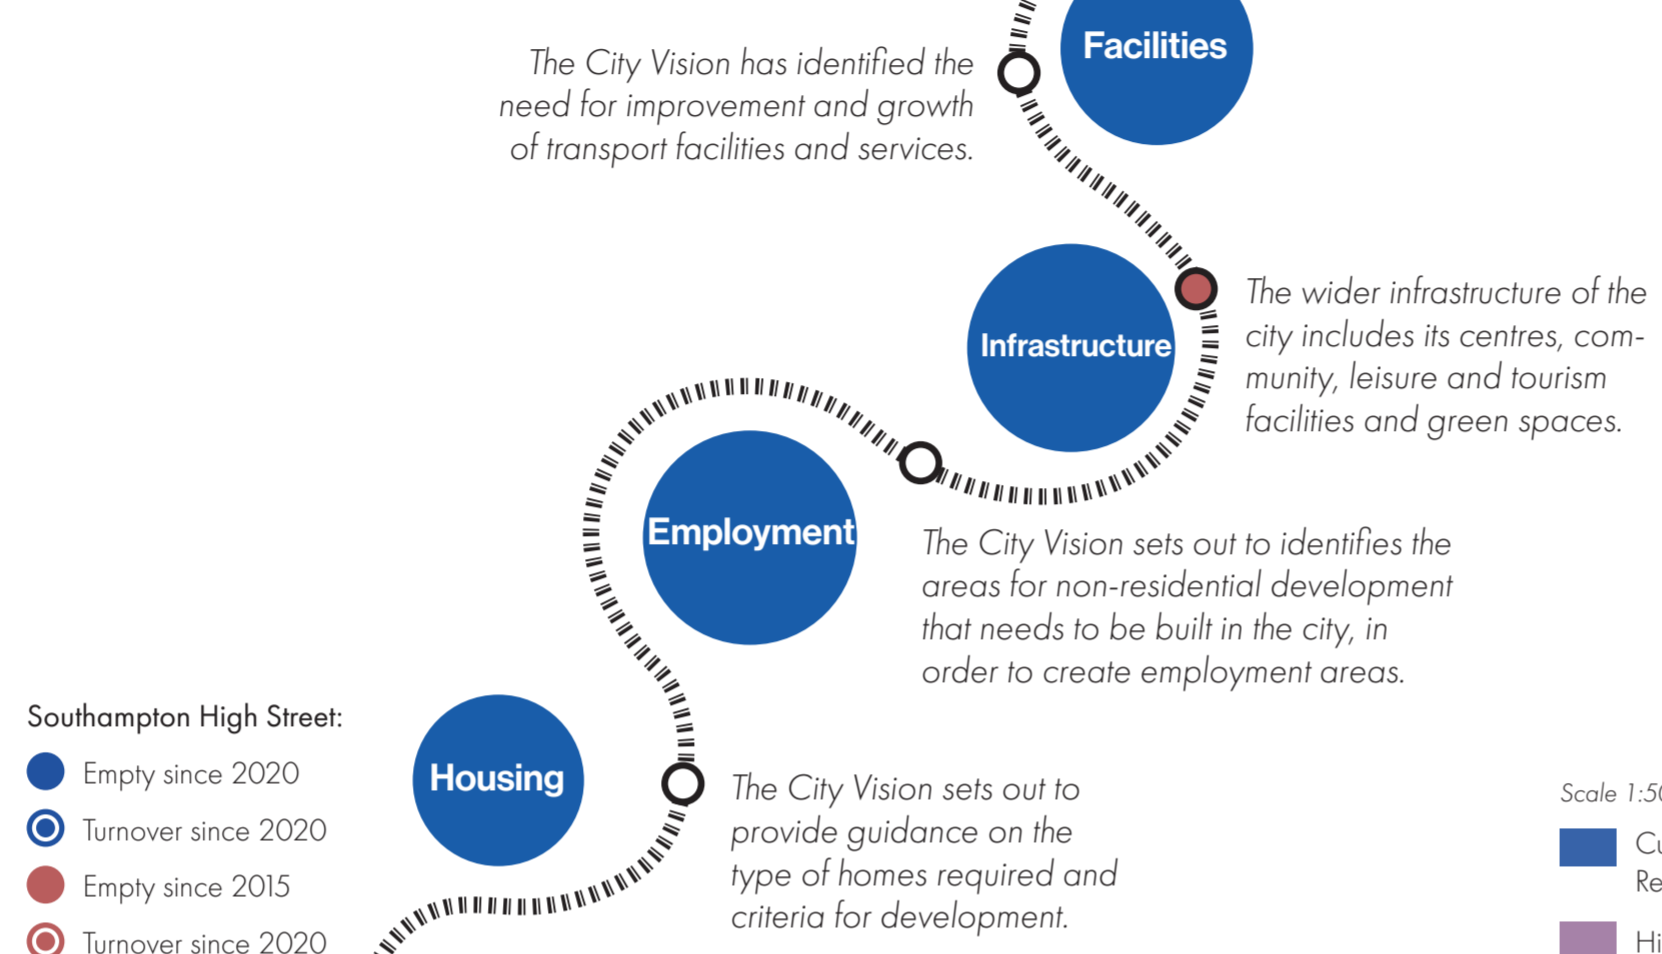 Facilities
The City Vision has identified the
need for improvement and growth
of transport facilities and services.
Infrastructure
The wider infrastructure of the
city includes its centres, com-
munity, leisure and tourism
facilities and green spaces.
Employment
The City Vision sets out to identifies the
areas for non-residential development
that needs to be built in the city, in
order to create employment areas.
Housing
The City Vision sets out to
provide guidance on the
type of homes required and
criteria for development.
Southampton High Street:
Empty since 2020
Turnover since 2020
Empty since 2015
Turnover since 2020
Scale